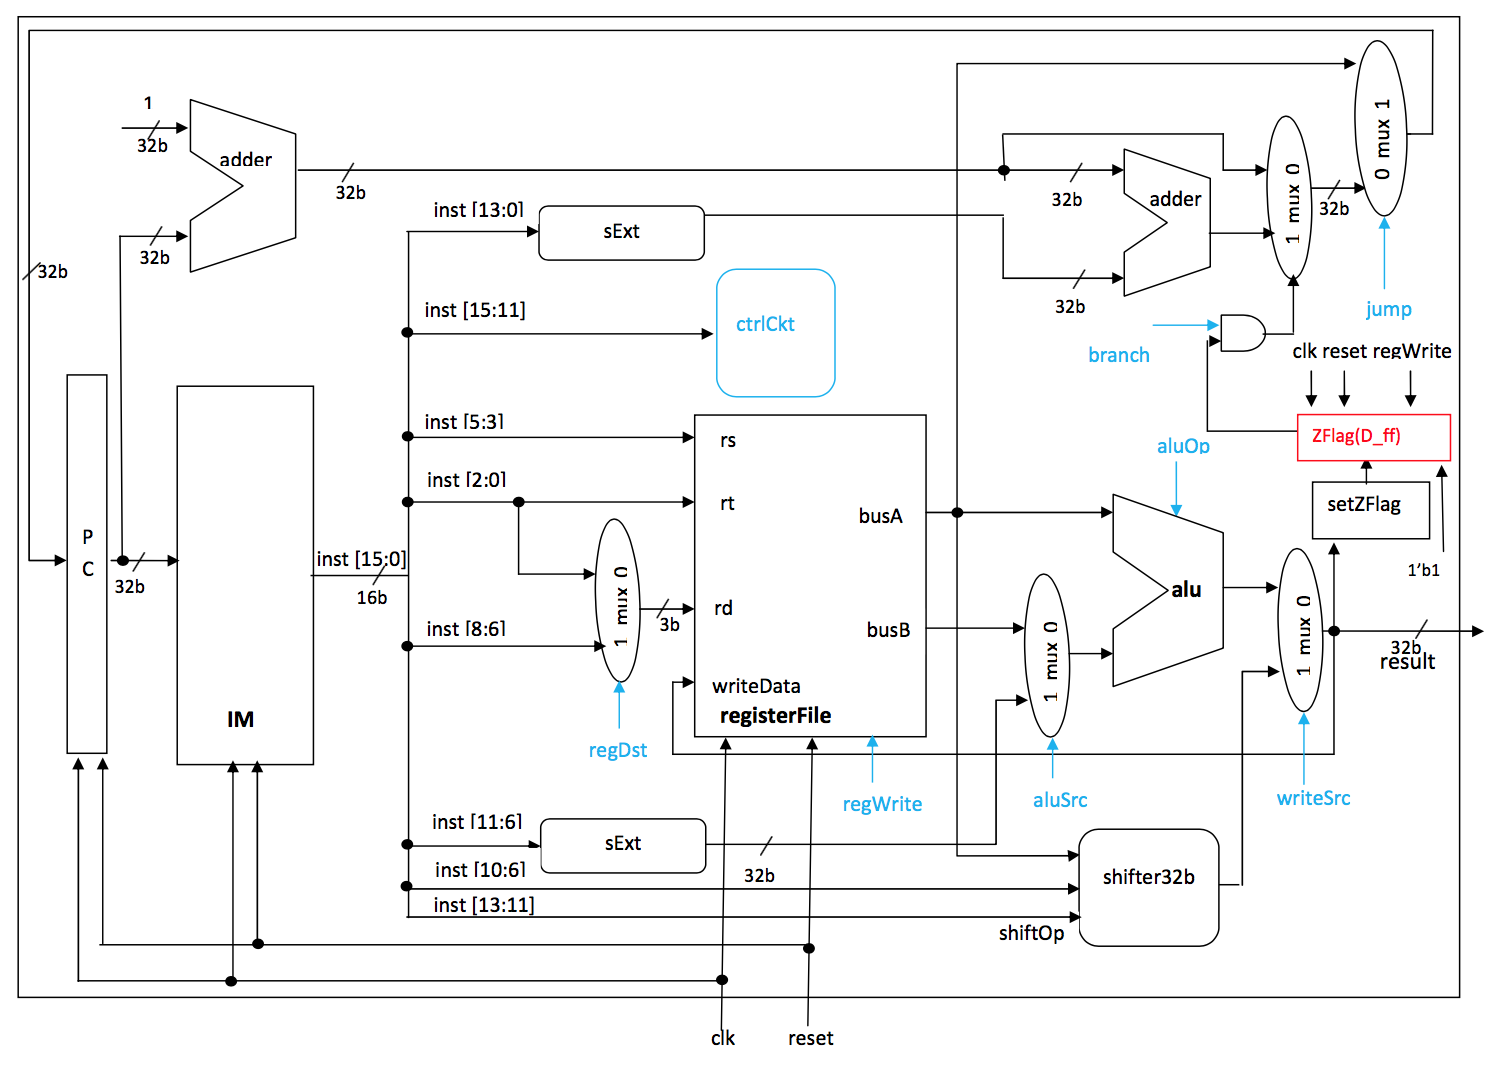 1
32b
adder
32b
32b
32b
inst [13:0]
sExt
32b
adder
32b
1 mux 0
32b
0 mux 1
jump
inst [15:11]
ctrlCkt
branch
clk reset regWrite
ZFlag(D_ff)
setZFlag
1'b1
P
C
32b
IM
inst [15:0]
16b
inst [5:3]
rs
inst [2:0]
rt
1 mux 0
inst [8:6]
3b
rd
regDst
busA
busB
writeData
registerFile
regWrite
aluOp
alu
1 mux 0
aluSrc
1 mux 0
writeSrc
32b
result
inst [11:6]
sExt
32b
inst [10:6]
inst [13:11]
shiftOp
shifter32b
clk
reset